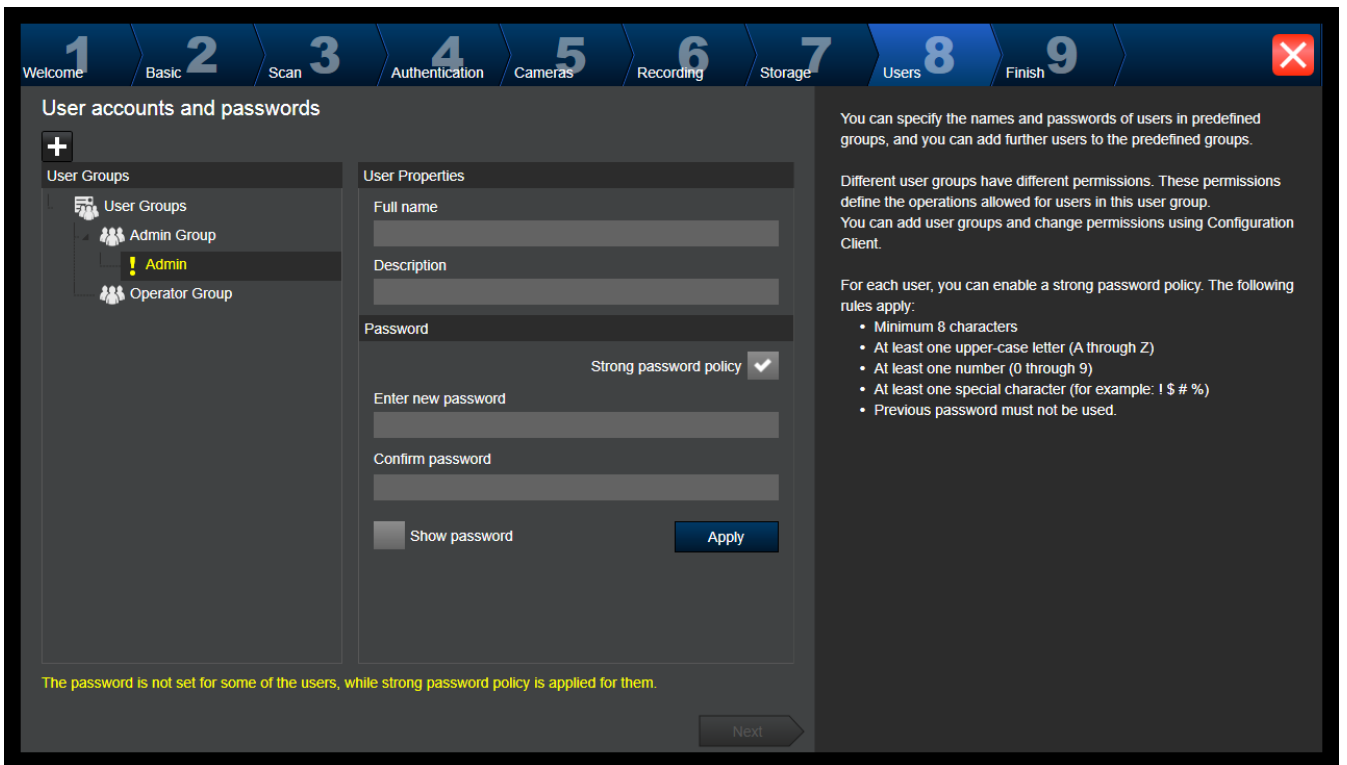 1 Welcome
2 Basic
3 Scan
4 Authentication
5 Cameras
6 Recording
7 Storage
8 Users
9 Finish
User accounts and passwords
User Groups
User Groups
Admin Group
! Admin
Operator Group
User Properties
Full name
Description
Password
Strong password policy
Enter new password
Confirm password
Show password
Apply
The password is not set for some of the users, while strong password policy is applied for them.
Next
You can specify the names and passwords of users in predefined
groups, and you can add further users to the predefined groups.
Different user groups have different permissions. These permissions
define the operations allowed for users in this user group.
You can add user groups and change permissions using Configuration
Client.
For each user, you can enable a strong password policy. The following
rules apply:
• Minimum 8 characters
• At least one upper-case letter (A through Z)
• At least one number (0 through 9)
• At least one special character (for example: ! $ # %)
• Previous password must not be used.